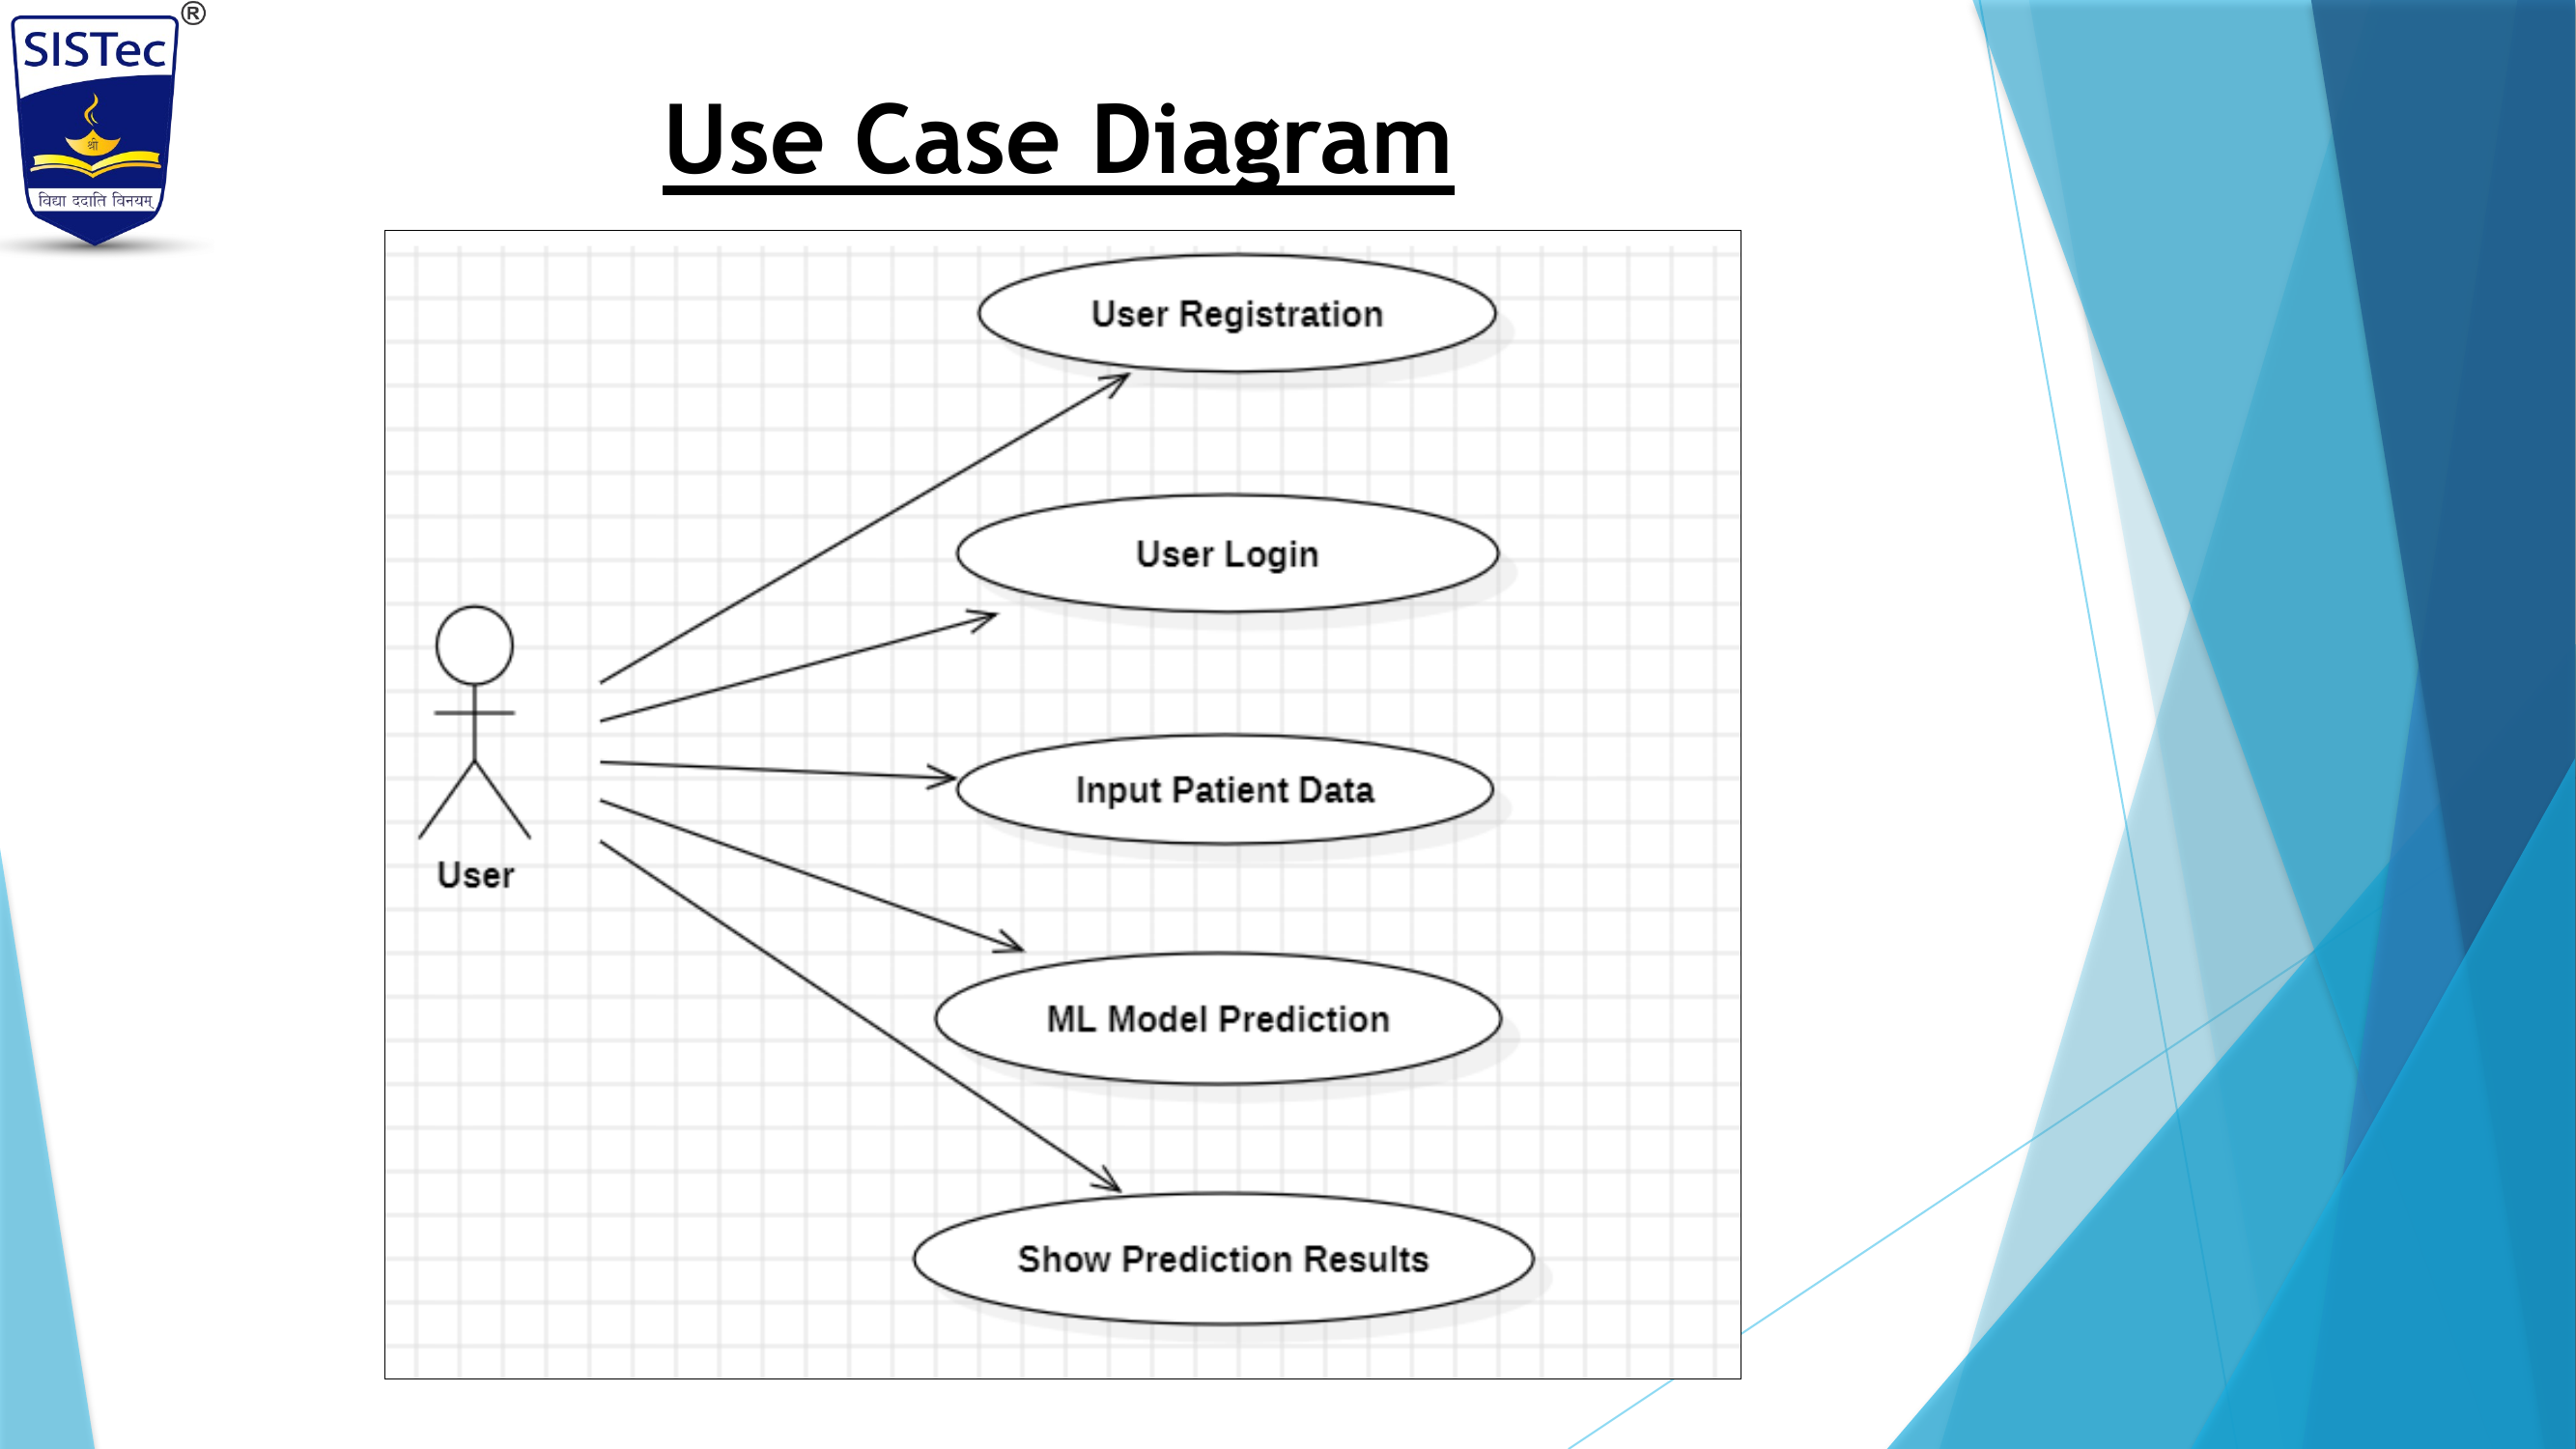 ®
SISTec
श्री
विद्या ददाति विनयम्
Use Case Diagram
User Registration
User Login
Input Patient Data
User
ML Model Prediction
Show Prediction Results